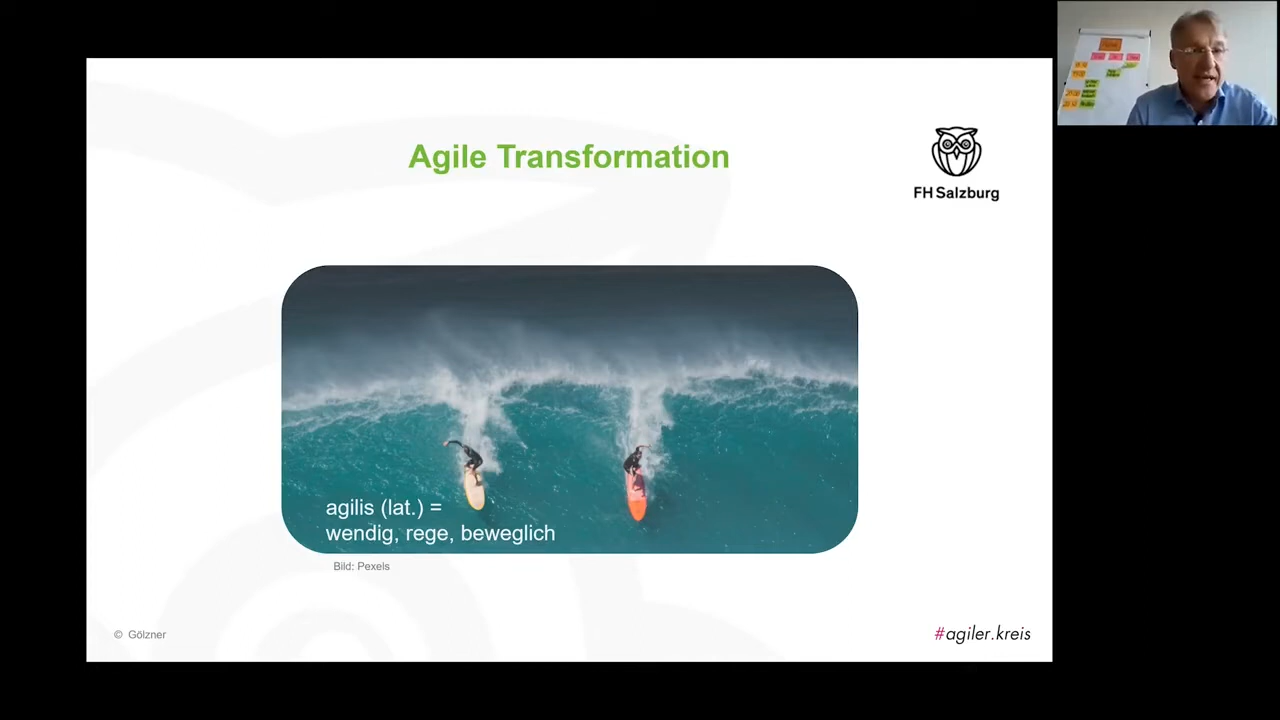 Agile Transformation
FH Salzburg
agilis (lat.) =
wendig, rege, beweglich
Bild: Pexels
© Gölzner
#agiler.kreis